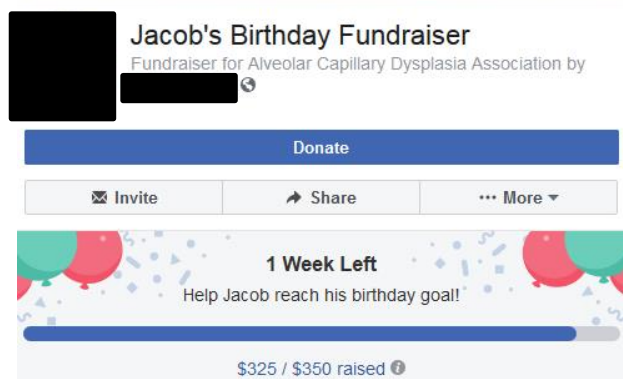 Jacob's Birthday Fundraiser
Fundraiser for Alveolar Capillary Dysplasia Association by
Donate
Invite
Share
More
1 Week Left
Help Jacob reach his birthday goal!
$325 / $350 raised